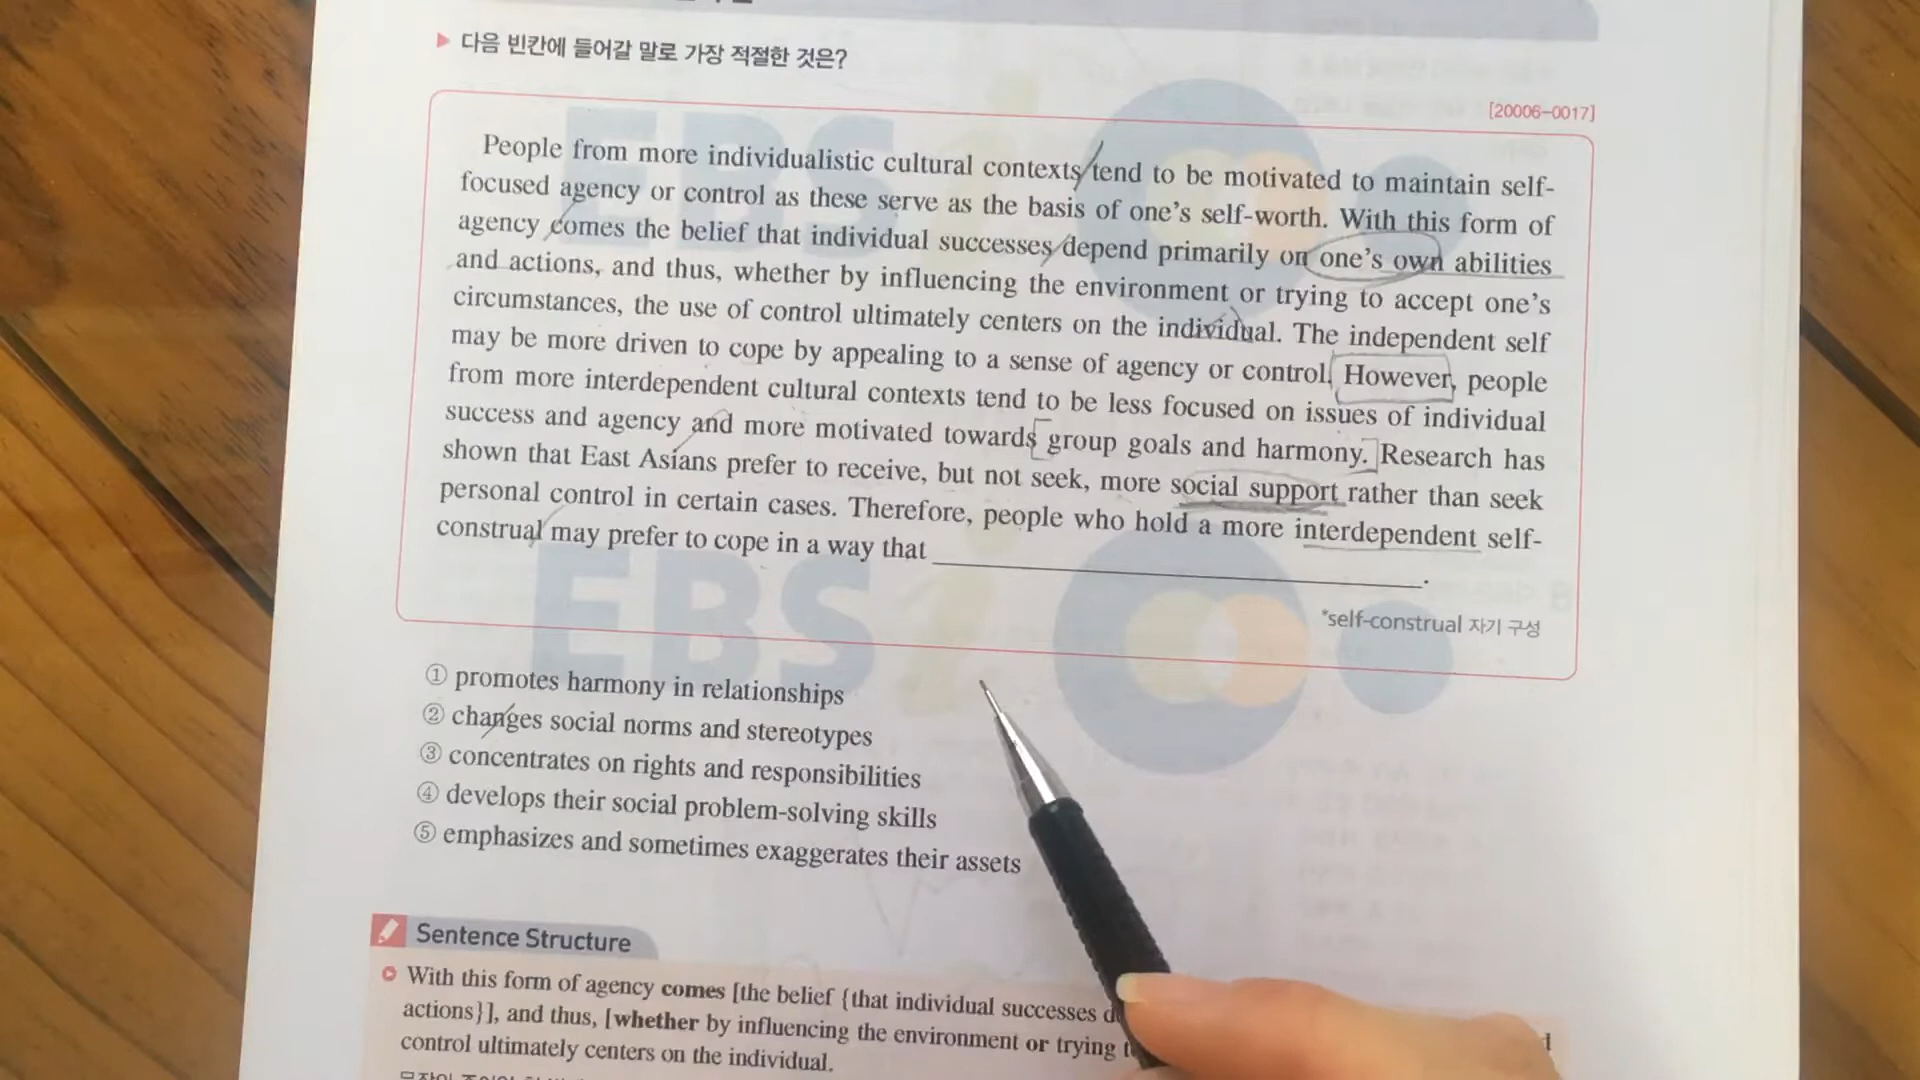 ▶ 다음 빈칸에 들어갈 말로 가장 적절한 것은?
[20006-0017]
People from more individualistic cultural contexts tend to be motivated to maintain self-
focused agency or control as these serve as the basis of one's self-worth. With this form of
agency comes the belief that individual successes depend primarily on one's own abilities
and actions, and thus, whether by influencing the environment or trying to accept one's
circumstances, the use of control ultimately centers on the individual. The independent self
may be more driven to cope by appealing to a sense of agency or control. However, people
from more interdependent cultural contexts tend to be less focused on issues of individual
success and agency and more motivated towards group goals and harmony. Research has
shown that East Asians prefer to receive, but not seek, more social support rather than seek
personal control in certain cases. Therefore, people who hold a more interdependent self-
construal may prefer to cope in a way that ____________.
*self-construal 자기 구성
① promotes harmony in relationships
② changes social norms and stereotypes
③ concentrates on rights and responsibilities
④ develops their social problem-solving skills
⑤ emphasizes and sometimes exaggerates their assets
Sentence Structure
With this form of agency comes [the belief {that individual successes
actions}], and thus, [whether by influencing the environment or trying
control ultimately centers on the individual.
EBSi
EBSi